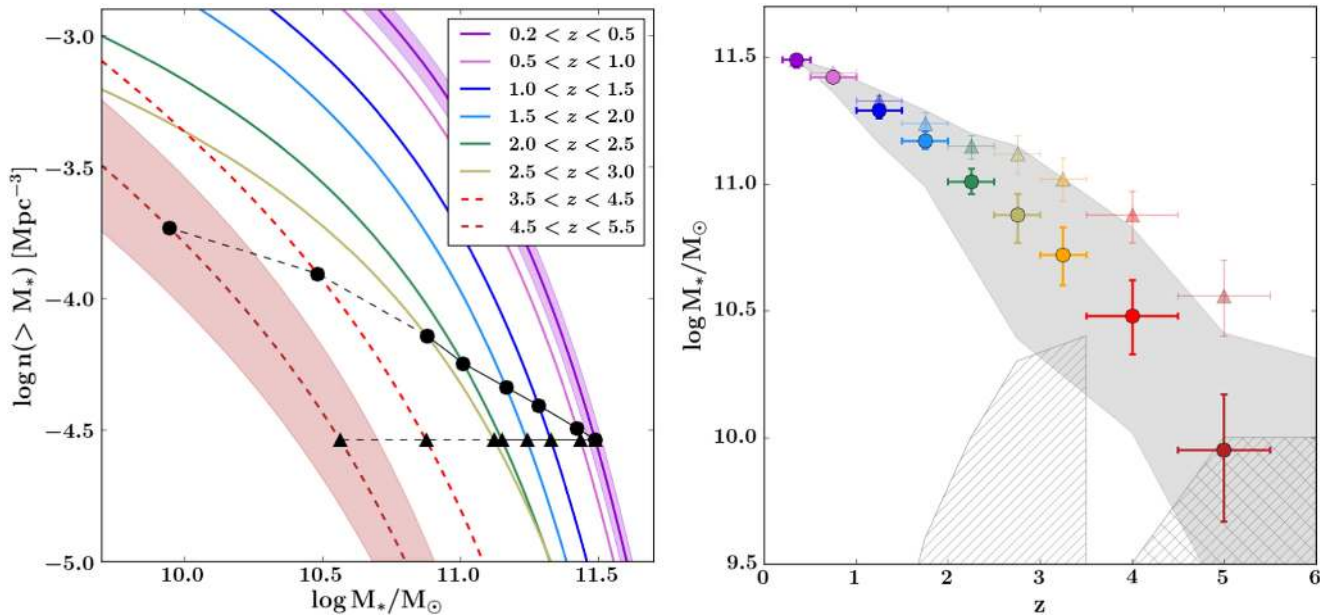 −3.0
−3.5
−4.0
−4.5
−5.0
log n(> M*) [Mpc⁻³]
10.0 10.5 11.0 11.5
log M*/M⊙
0.2 < z < 0.5
0.5 < z < 1.0
1.0 < z < 1.5
1.5 < z < 2.0
2.0 < z < 2.5
2.5 < z < 3.0
3.5 < z < 4.5
4.5 < z < 5.5
11.5
11.0
10.5
10.0
9.5
log M*/M⊙
0 1 2 3 4 5 6
z